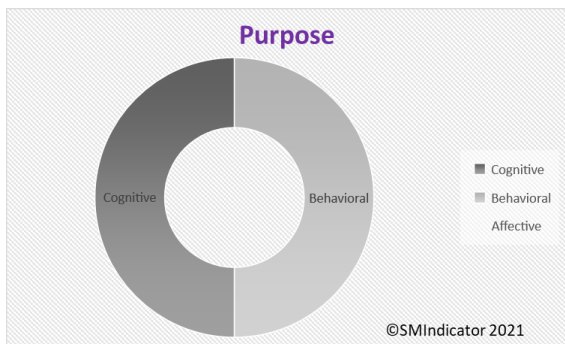 Purpose
Cognitive
Behavioral
Cognitive
Behavioral
Affective
©SMIndicator 2021